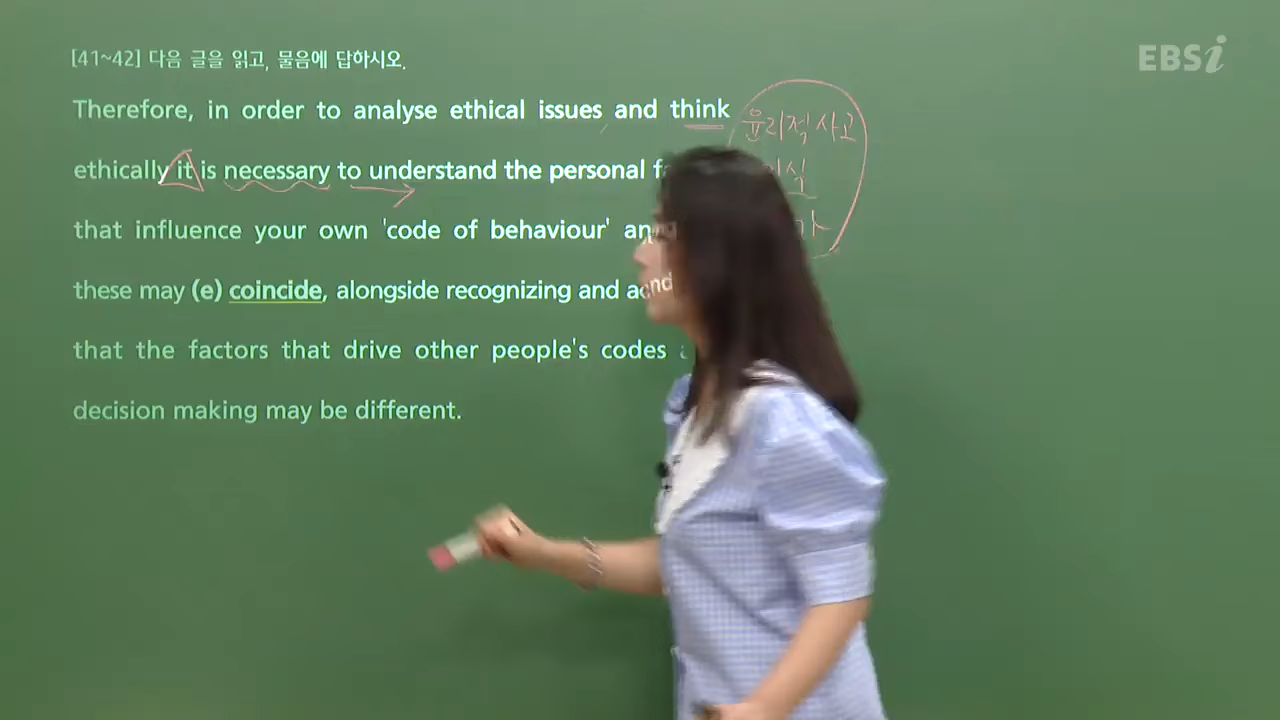 [41~42] 다음 글을 읽고, 물음에 답하시오.
EBSi
Therefore, in order to analyse ethical issues and think
ethically it is necessary to understand the personal
that influence your own 'code of behaviour'
these may (e) coincide, alongside recognizing and
that the factors that drive other people's codes
decision making may be different.
윤리적 사고